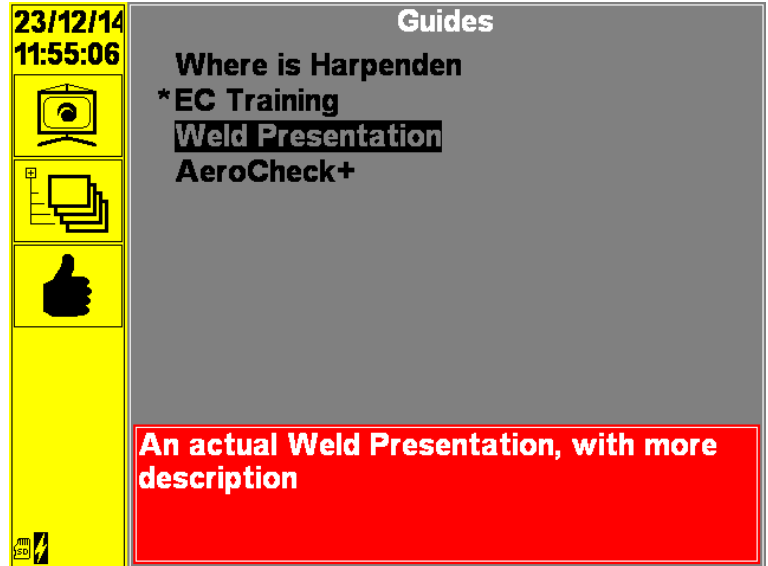 23/12/14
11:55:06
Guides
Where is Harpenden
*EC Training
Weld Presentation
AeroCheck+
An actual Weld Presentation, with more
description
SD